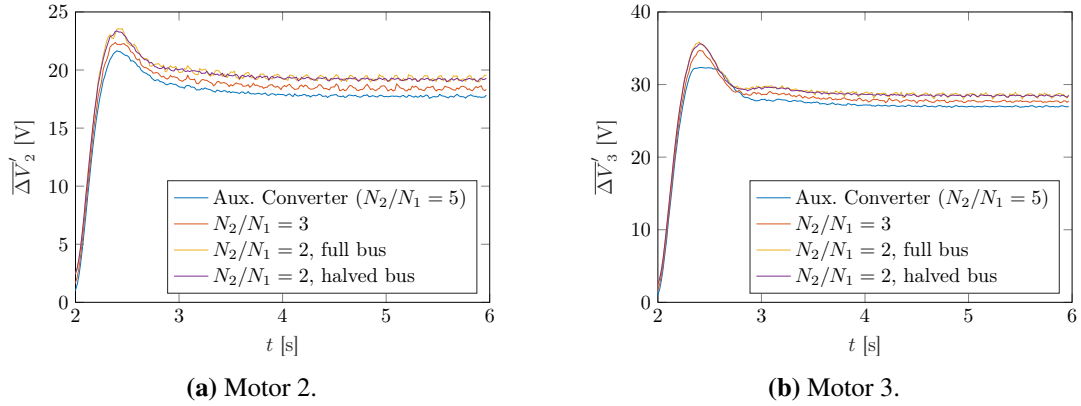 25
20
15
10
5
0
2
3
4
5
6
$\overline{\Delta V}'_2$ [V]
t [s]
Aux. Converter ($N_2/N_1 = 5$)
$N_2/N_1 = 3$
$N_2/N_1 = 2$, full bus
$N_2/N_1 = 2$, halved bus
(a) Motor 2.
40
30
20
10
0
2
3
4
5
6
$\overline{\Delta V}'_3$ [V]
t [s]
Aux. Converter ($N_2/N_1 = 5$)
$N_2/N_1 = 3$
$N_2/N_1 = 2$, full bus
$N_2/N_1 = 2$, halved bus
(b) Motor 3.